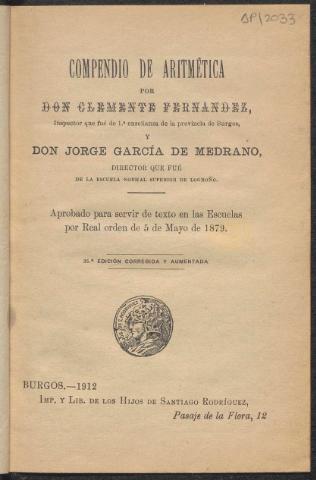 AP/2033
COMPENDIO DE ARITMÉTICA
POR
DON CLEMENTE FERNÁNDEZ,
Inspector que fué de 1.ª enseñanza de la provincia de Burgos,
Y
DON JORGE GARCÍA DE MEDRANO,
DIRECTOR QUE FUÉ
DE LA ESCUELA NORMAL SUPERIOR DE LOGROÑO.
Aprobado para servir de texto en las Escuelas
por Real orden de 5 de Mayo de 1879.
35.ª EDICIÓN CORREGIDA Y AUMENTADA
BURGOS.—1912
IMP. Y LIB. DE LOS HIJOS DE SANTIAGO RODRÍGUEZ,
Pasaje de la Flora, 12